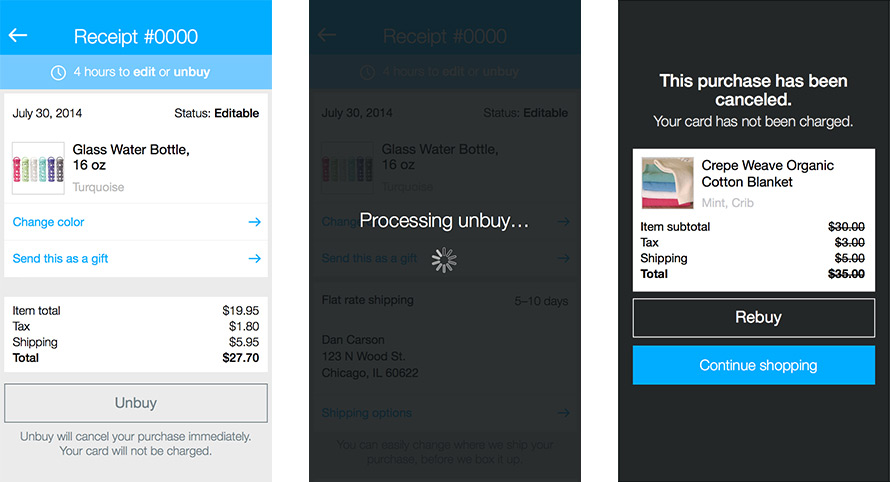 Receipt #0000
4 hours to edit or unbuy
July 30, 2014 Status: Editable
Glass Water Bottle,
16 oz
Turquoise
Change color
Send this as a gift
Item total $19.95
Tax $1.80
Shipping $5.95
Total $27.70
Unbuy
Unbuy will cancel your purchase immediately.
Your card will not be charged.
Receipt #0000
4 hours to edit or unbuy
July 30, 2014 Status: Editable
Glass Water Bottle,
16 oz
Turquoise
Change
Processing unbuy...
Send this as a gift
Flat rate shipping 5–10 days
Dan Carson
123 N Wood St.
Chicago, IL 60622
Shipping options
You can easily change where we ship your
purchase, before we box it up.
This purchase has been
canceled.
Your card has not been charged.
Crepe Weave Organic
Cotton Blanket
Mint, Crib
Item subtotal $30.00
Tax $3.00
Shipping $5.00
Total $35.00
Rebuy
Continue shopping